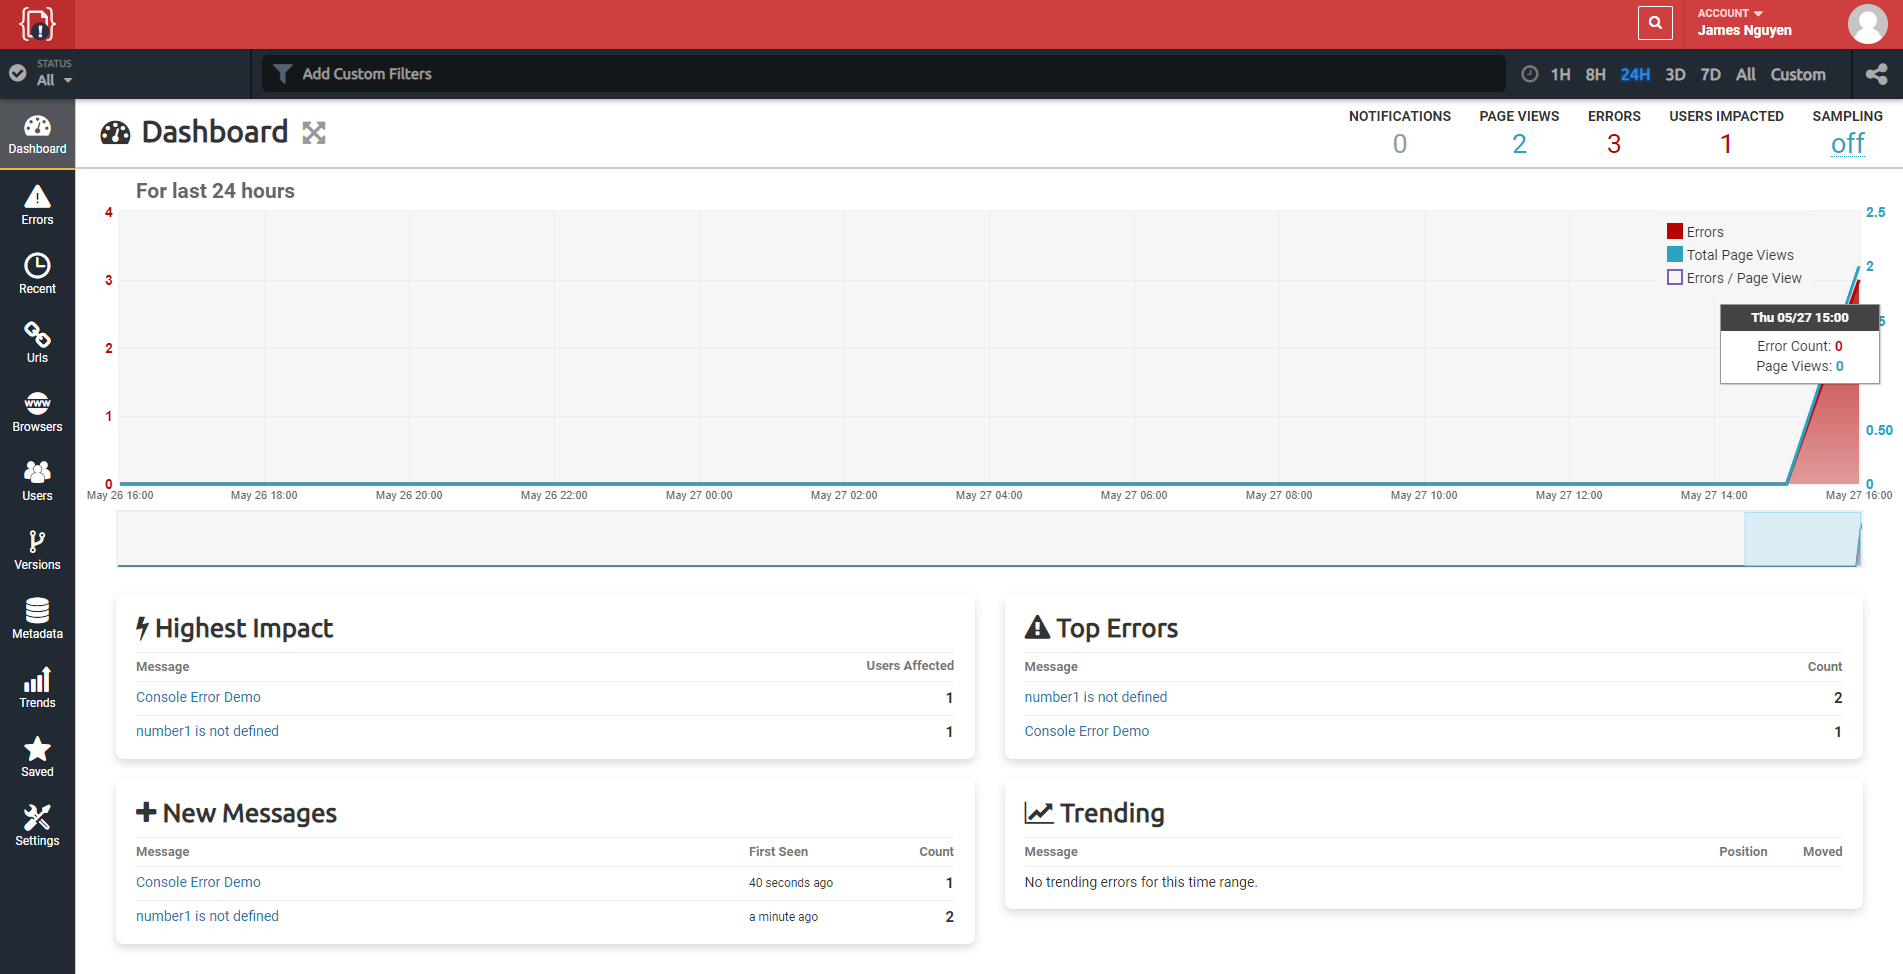 ACCOUNT
James Nguyen
STATUS
All
Add Custom Filters
1H 8H 24H 3D 7D All Custom
Dashboard
Errors
Recent
Urls
WWW
Browsers
Users
Versions
Metadata
Trends
Saved
Settings
Dashboard
NOTIFICATIONS PAGE VIEWS ERRORS USERS IMPACTED SAMPLING
0 2 3 1 off
For last 24 hours
4
3
2
1
0
2.5
2
5
0.50
0
Errors
Total Page Views
Errors / Page View
Thu 05/27 15:00
Error Count: 0
Page Views: 0
May 26 16:00 May 26 18:00 May 26 20:00 May 26 22:00 May 27 00:00 May 27 02:00 May 27 04:00 May 27 06:00 May 27 08:00 May 27 10:00 May 27 12:00 May 27 14:00 May 27 16:00
Highest Impact
Message Users Affected
Console Error Demo 1
number1 is not defined 1
Top Errors
Message Count
number1 is not defined 2
Console Error Demo 1
New Messages
Message First Seen Count
Console Error Demo 40 seconds ago 1
number1 is not defined a minute ago 2
Trending
Message Position Moved
No trending errors for this time range.